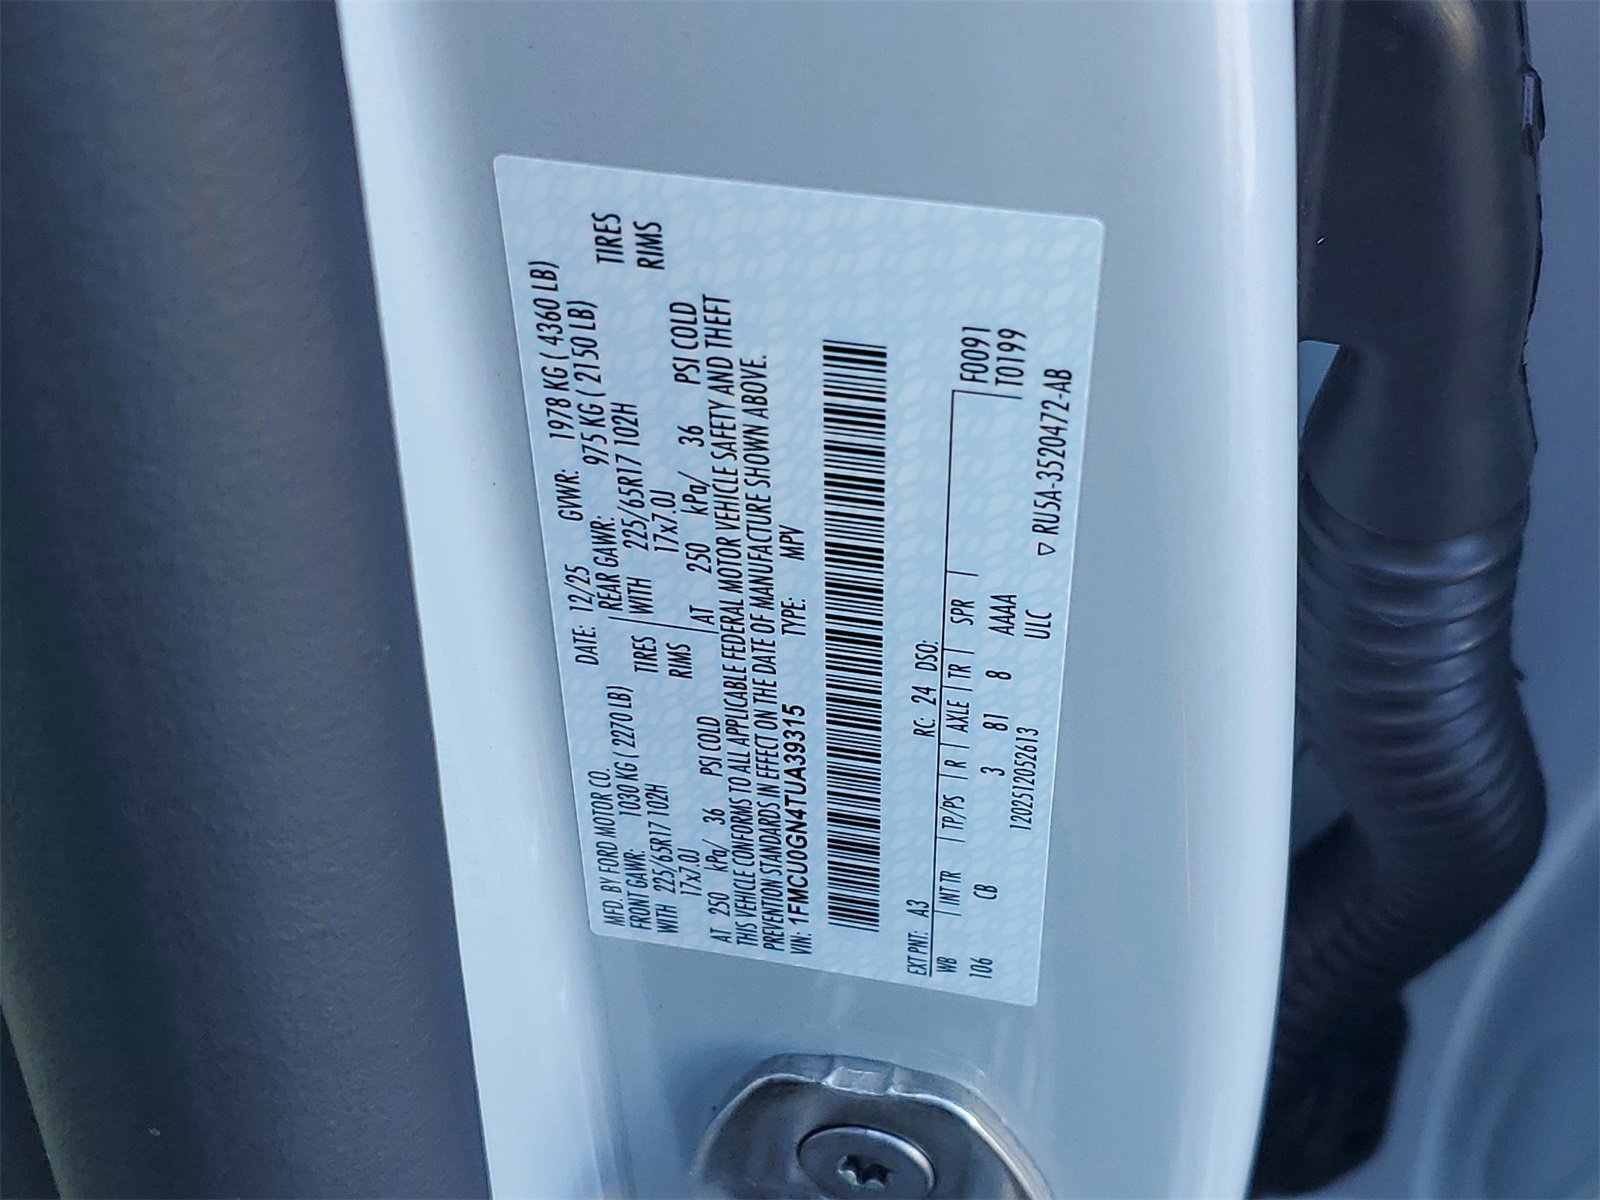 MFD. BY FORD MOTOR CO.
DATE: 12/25 GVWR: 1978 KG ( 4360 LB)
FRONT GAWR: 1030 KG ( 2270 LB)
REAR GAWR: 975 KG ( 2150 LB)
WITH 225/65R17 102H TIRES
WITH 225/65R17 102H TIRES
17x7.0J RIMS
17x7.0J RIMS
AT 250 kPa/ 36 PSI COLD
AT 250 kPa/ 36 PSI COLD
THIS VEHICLE CONFORMS TO ALL APPLICABLE FEDERAL MOTOR VEHICLE SAFETY AND THEFT
PREVENTION STANDARDS IN EFFECT ON THE DATE OF MANUFACTURE SHOWN ABOVE.
VIN: 1FMCU0GN4TUA39315 TYPE: MPV
EXT PNT: A3 RC: 24 DSO:
F0091
WB INT TR TP/PS R AXLE TR SPR
T0199
106 CB 3 81 8 AAAA
120251205 2613 ULC ▽ RU5A-3520472-AB